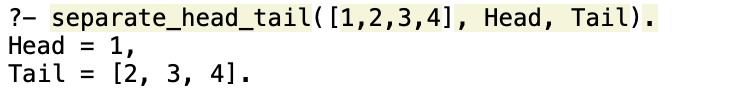 ?- separate_head_tail([1,2,3,4], Head, Tail).
Head = 1,
Tail = [2, 3, 4].